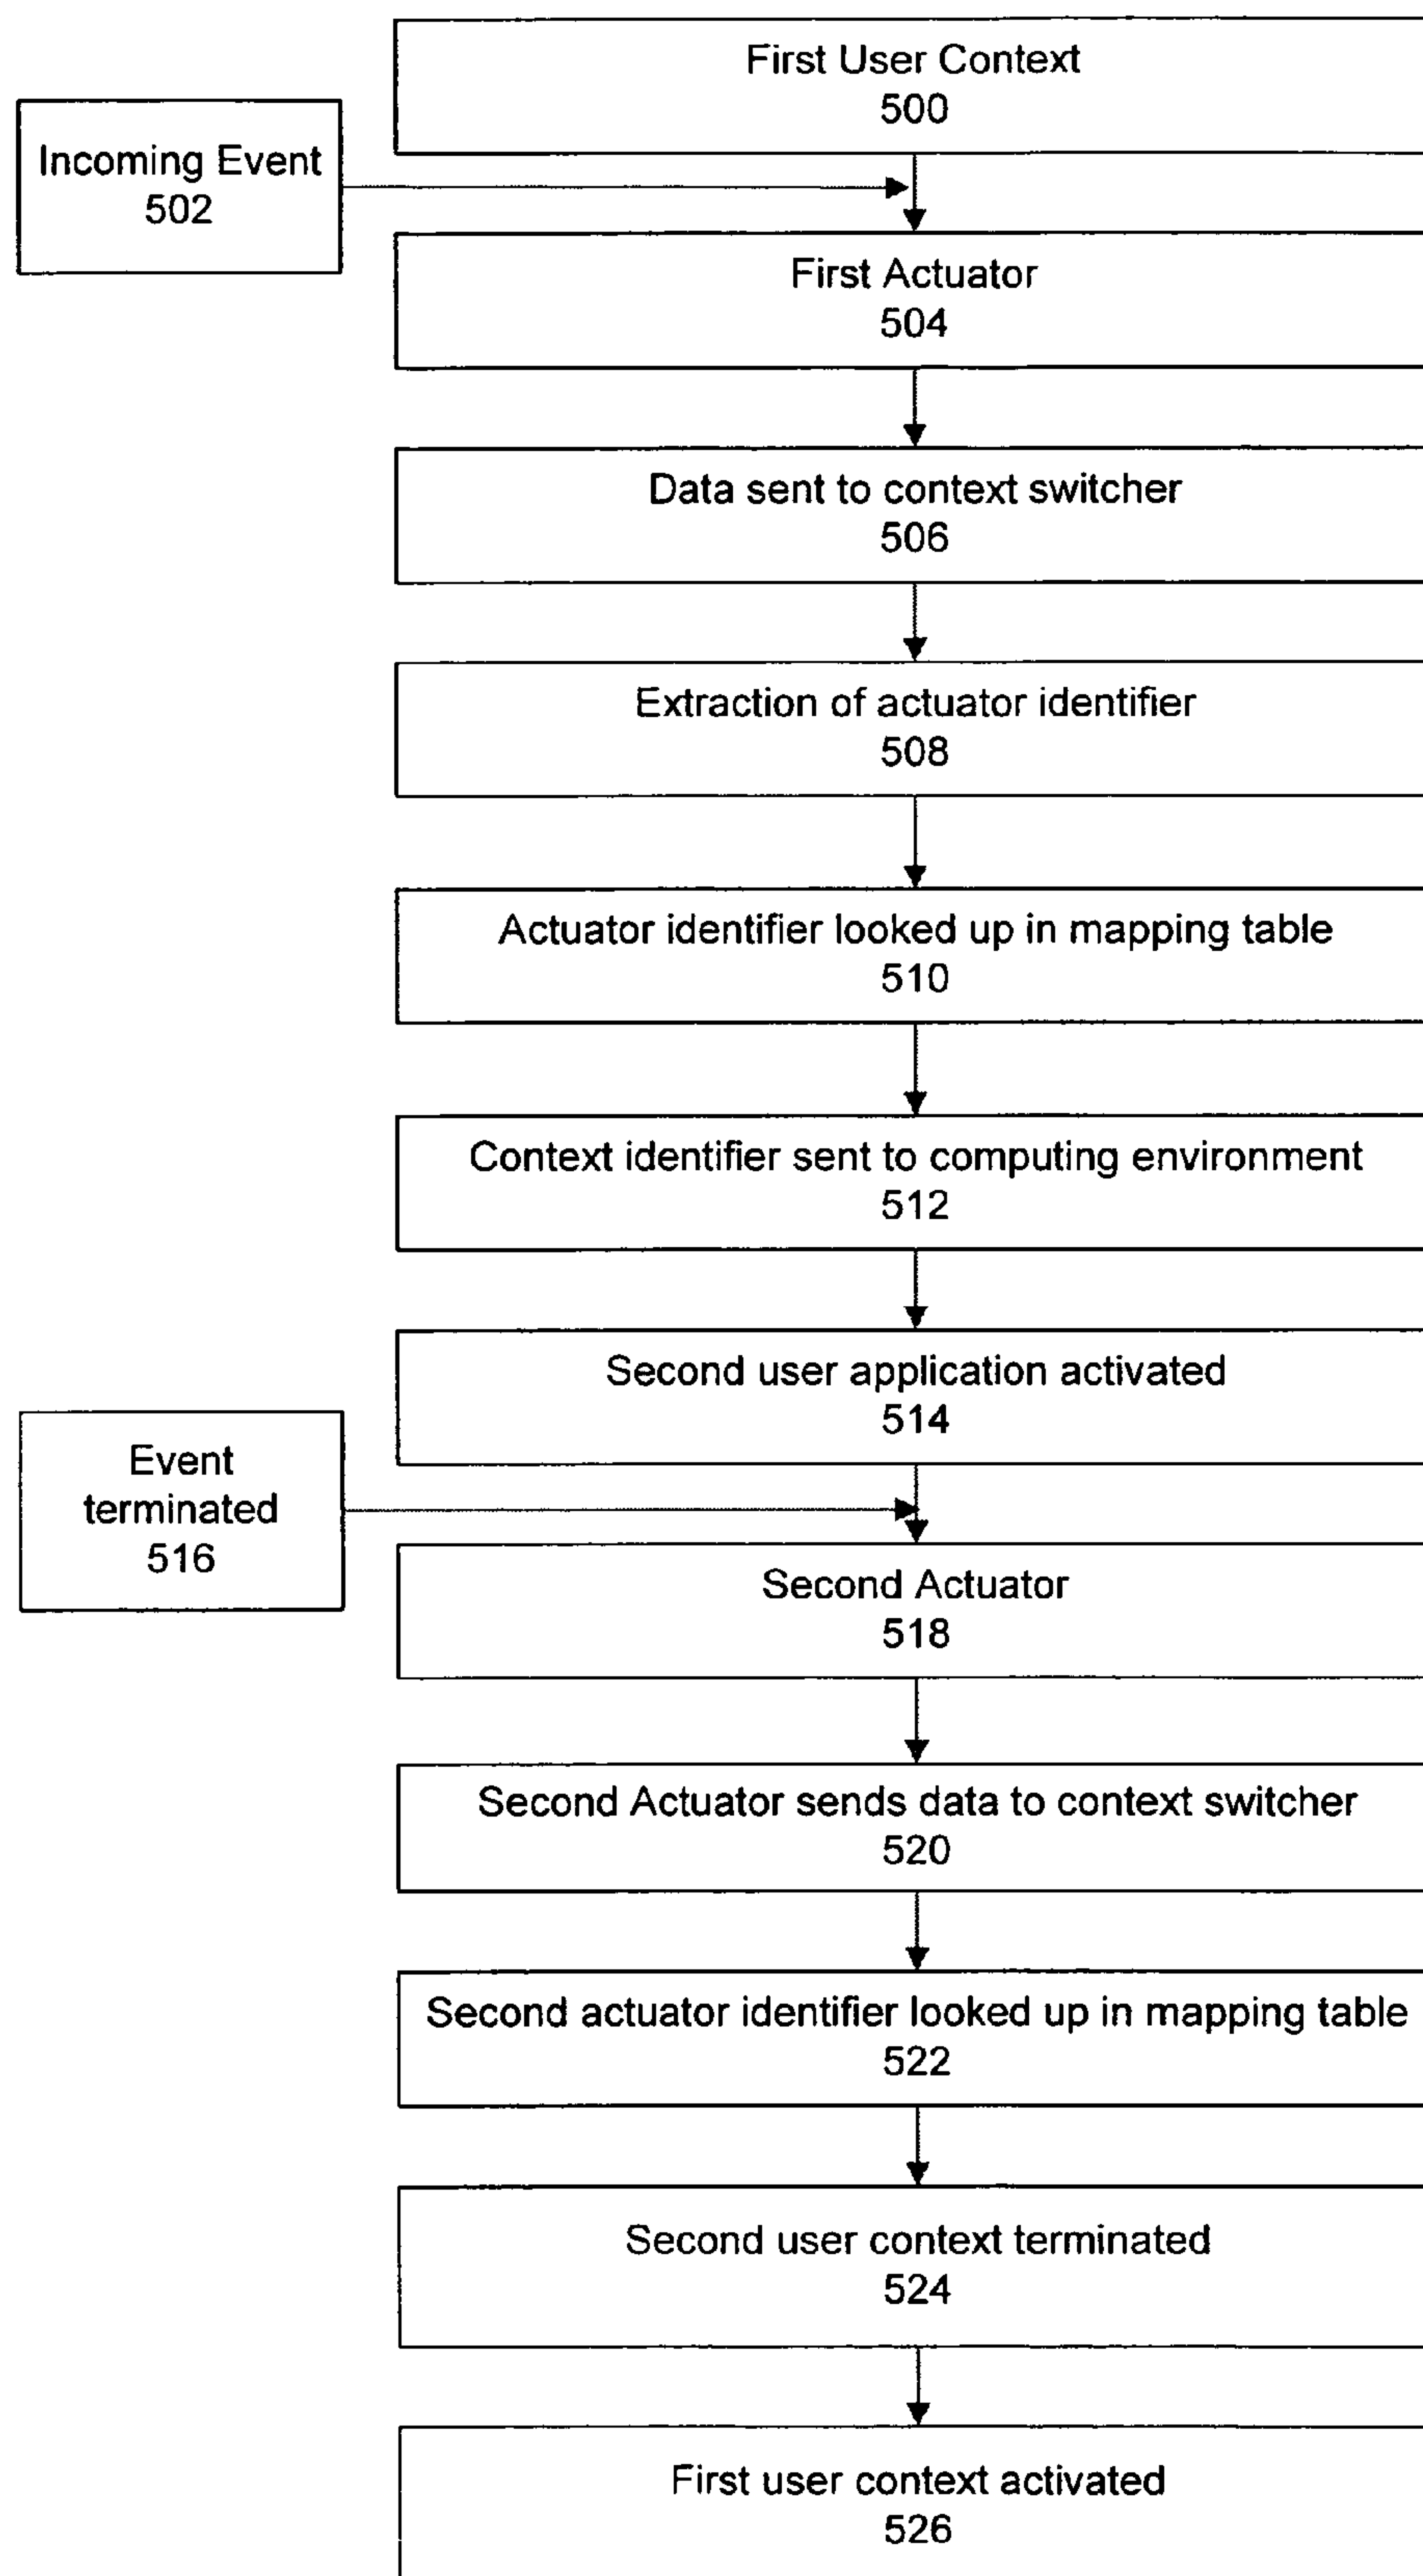 First User Context
500
Incoming Event
502
First Actuator
504
Data sent to context switcher
506
Extraction of actuator identifier
508
Actuator identifier looked up in mapping table
510
Context identifier sent to computing environment
512
Second user application activated
514
Event
terminated
516
Second Actuator
518
Second Actuator sends data to context switcher
520
Second actuator identifier looked up in mapping table
522
Second user context terminated
524
First user context activated
526